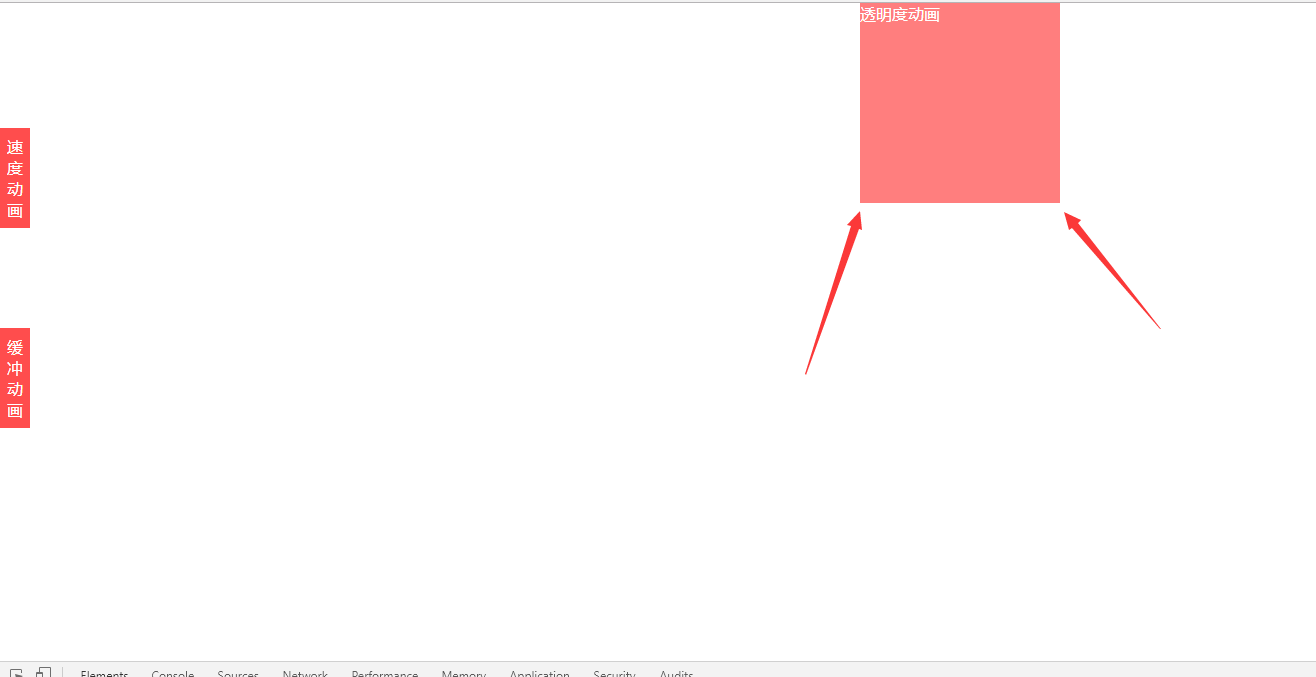 透明度动画
速
度
动
画
缓
冲
动
画
Elements Console Sources Network Performance Memory Application Security Audits